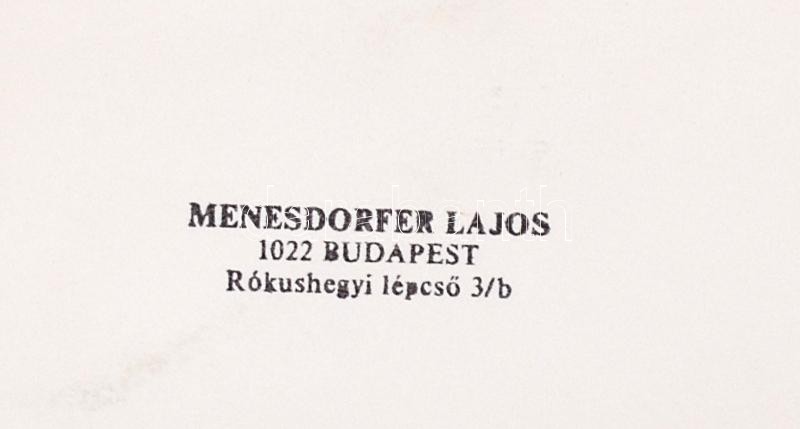 MENESDORFER LAJOS
1022 BUDAPEST
Rókushegyi lépcső 3/b